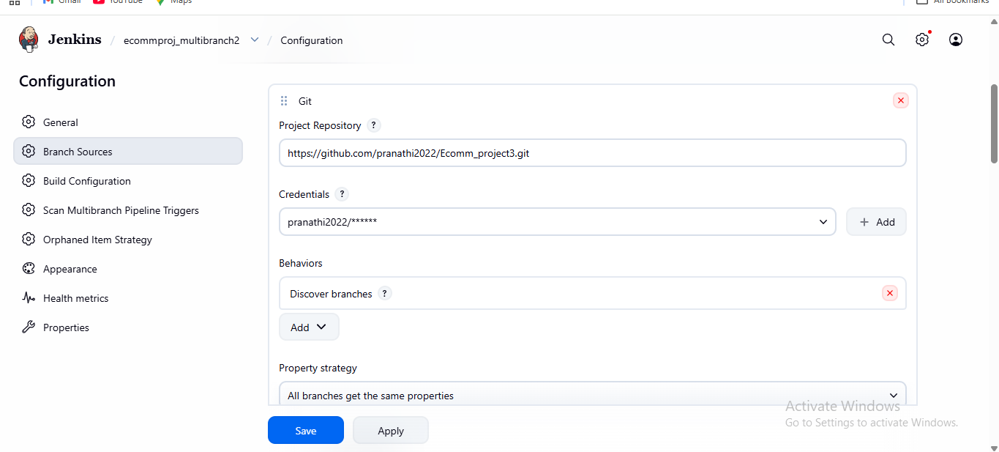 Gmail YouTube Maps All Bookmarks
Jenkins / ecommproj_multibranch2 / Configuration
Configuration
General
Branch Sources
Build Configuration
Scan Multibranch Pipeline Triggers
Orphaned Item Strategy
Appearance
Health metrics
Properties
Git
Project Repository ?
https://github.com/pranathi2022/Ecomm_project3.git
Credentials ?
pranathi2022/******
+ Add
Behaviors
Discover branches ?
Add
Property strategy
All branches get the same properties
Save Apply
Activate Windows
Go to Settings to activate Windows.